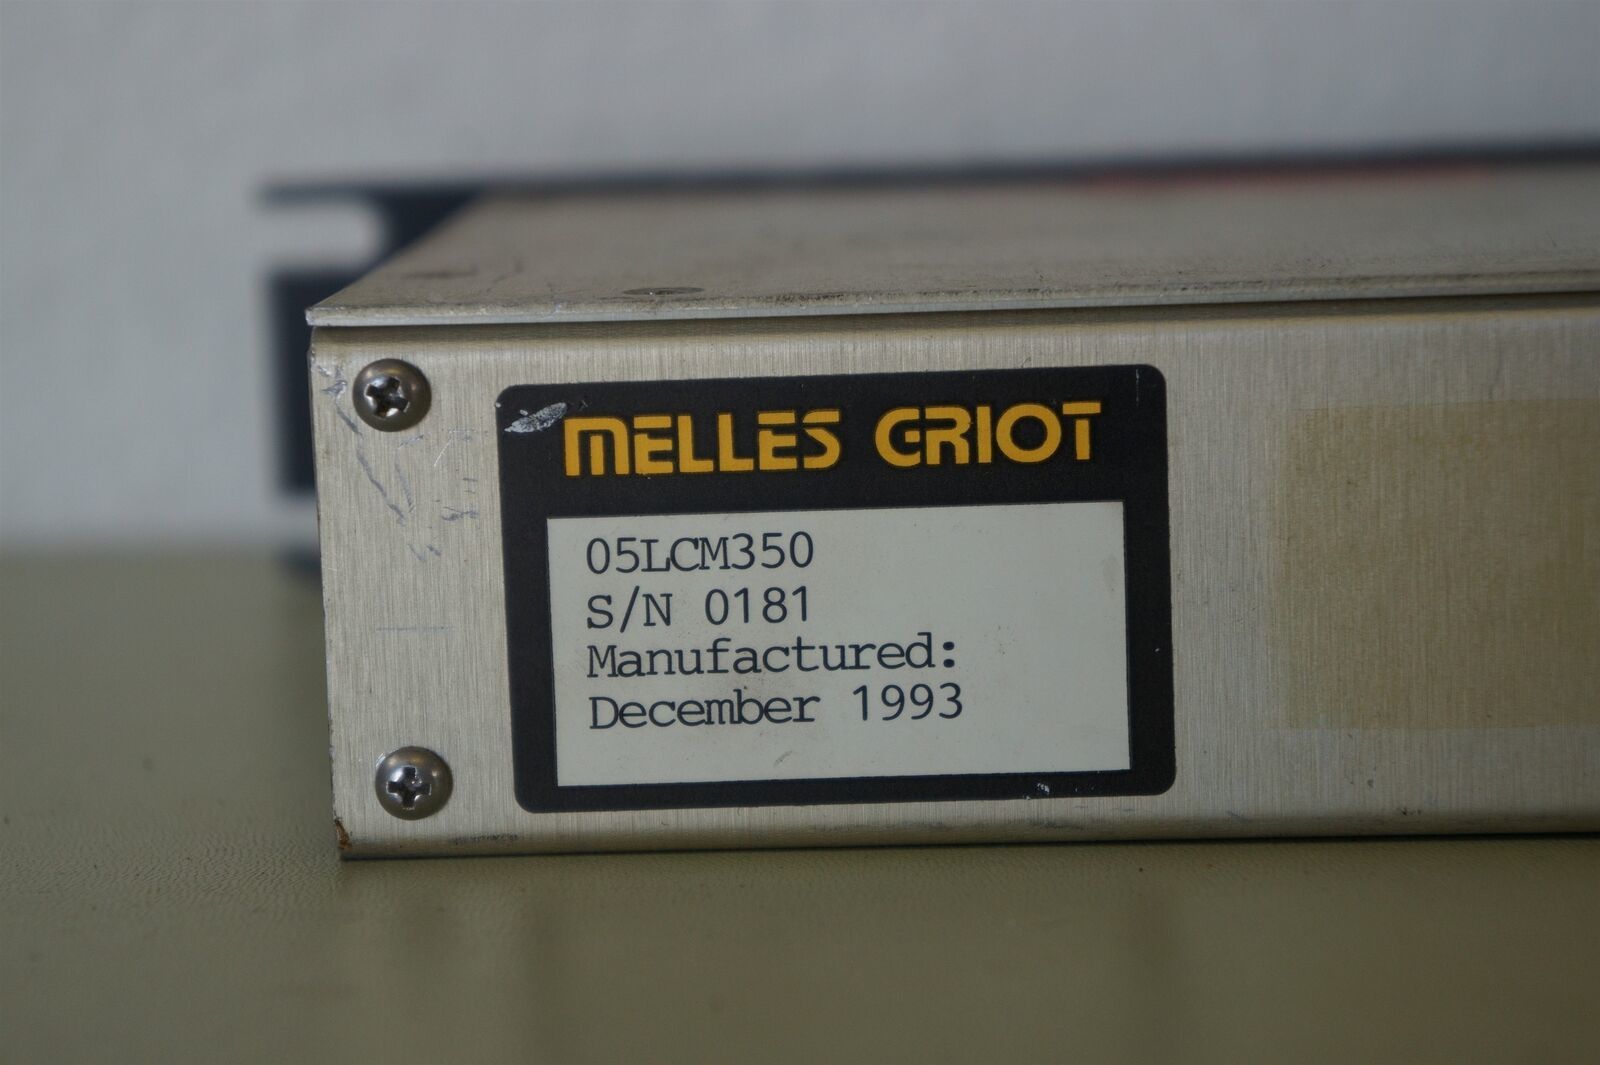 MELLES GRIOT
05LCM350
S/N 0181
Manufactured:
December 1993